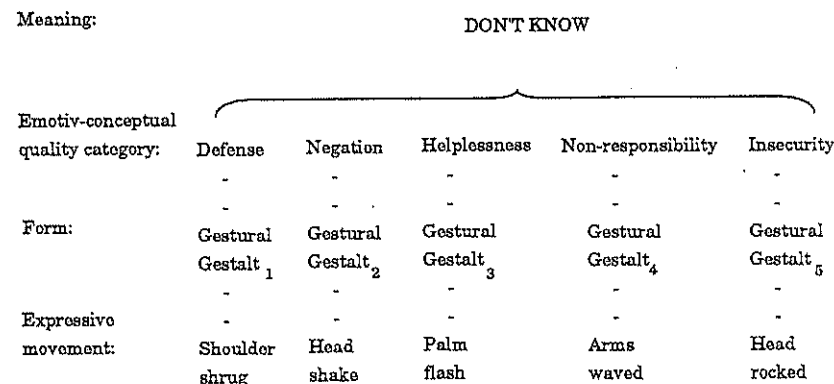 Meaning: DON'T KNOW
Emotiv-conceptual
quality category: Defense Negation Helplessness Non-responsibility Insecurity
- - - - -
- - - - -
Form: Gestural Gestural Gestural Gestural Gestural
Gestalt 1 Gestalt 2 Gestalt 3 Gestalt 4 Gestalt 5
- - - - -
Expressive - - - - -
movement: Shoulder Head Palm Arms Head
shrug shake flash waved rocked